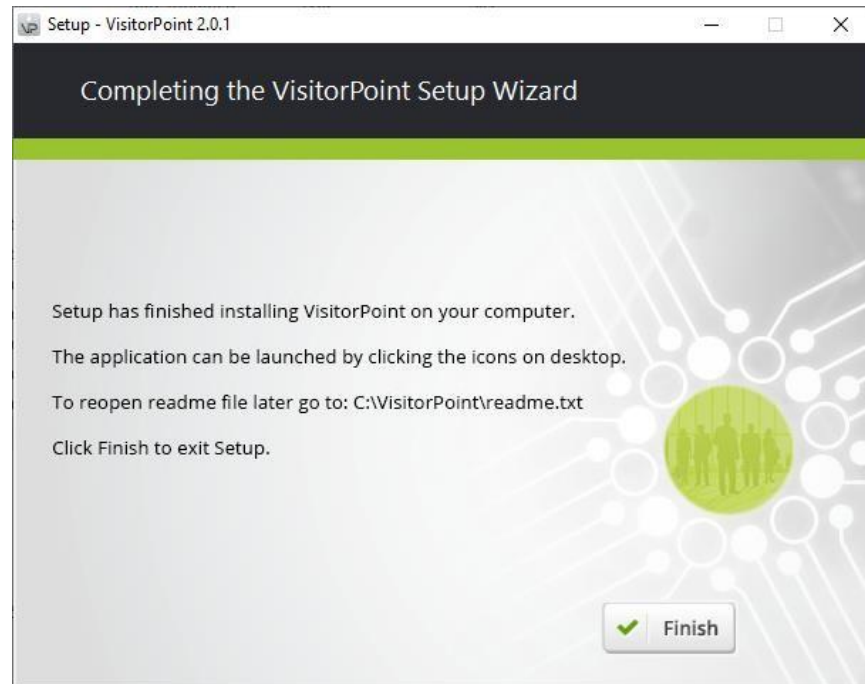 VP Setup - VisitorPoint 2.0.1
Completing the VisitorPoint Setup Wizard
Setup has finished installing VisitorPoint on your computer.
The application can be launched by clicking the icons on desktop.
To reopen readme file later go to: C:\VisitorPoint\readme.txt
Click Finish to exit Setup.
Finish